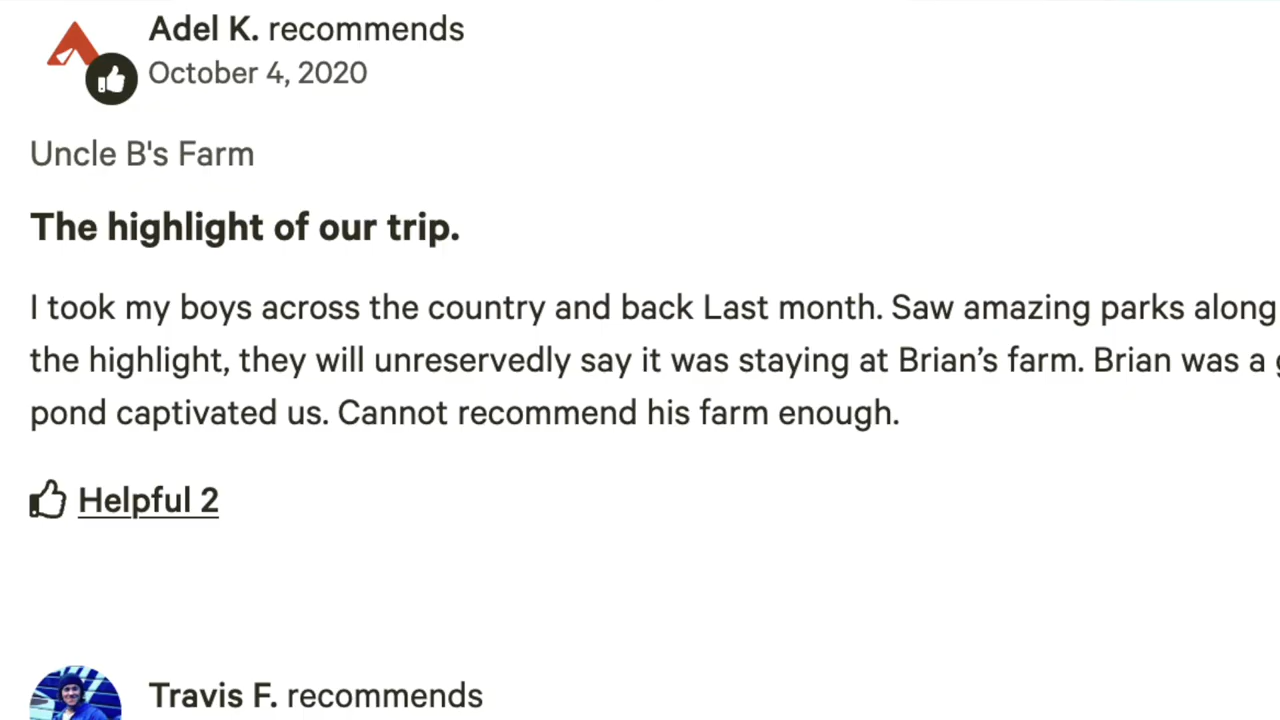 Adel K. recommends
October 4, 2020
Uncle B's Farm
The highlight of our trip.
I took my boys across the country and back Last month. Saw amazing parks along
the highlight, they will unreservedly say it was staying at Brian’s farm. Brian was a
pond captivated us. Cannot recommend his farm enough.
Helpful 2
Travis F. recommends